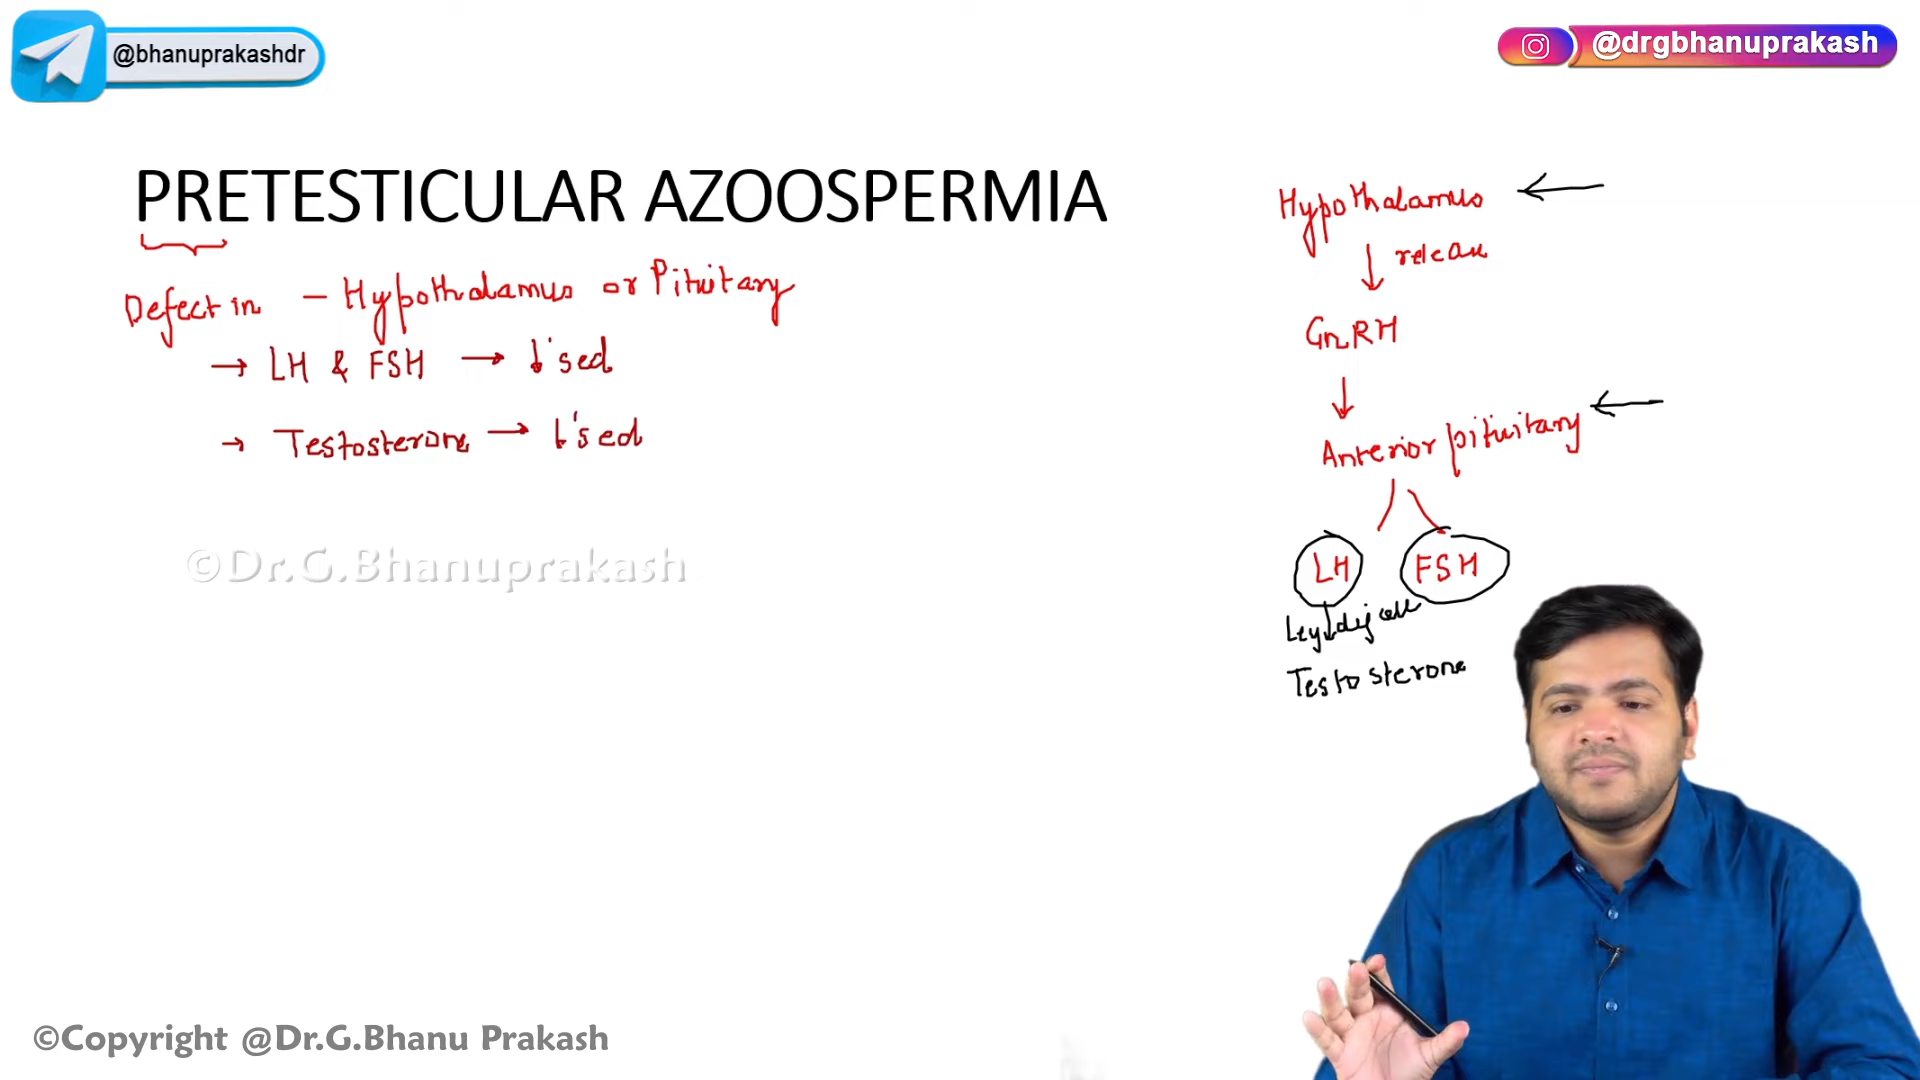 @bhanuprakashdr
@drgbhanuprakash
PRETESTICULAR AZOOSPERMIA
Defect in - Hypothalamus or Pituitary
→ LH & FSH → ↓'sed
→ Testosterone → ↓'sed
Hypothalamus ←
↓ release
GnRH
↓
Anterior pituitary ←
LH FSH
Leydig cell
Testosterone
©Dr.G.Bhanuprakash
©Copyright @Dr.G.Bhanu Prakash